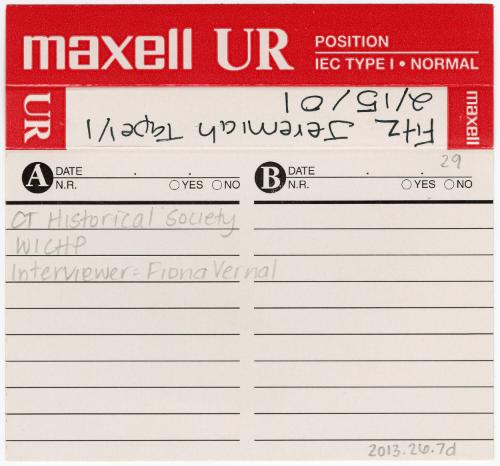 maxell UR
POSITION
IEC TYPE I • NORMAL
UR
Fitz Jeremiah Tape 1/1
2/15/01
maxell
A DATE . .
N.R. ○YES ○NO
B DATE . . 29
N.R. ○YES ○NO
CT Historical Society
WICHP
Interviewer = Fiona Vernal
2013.26.7d